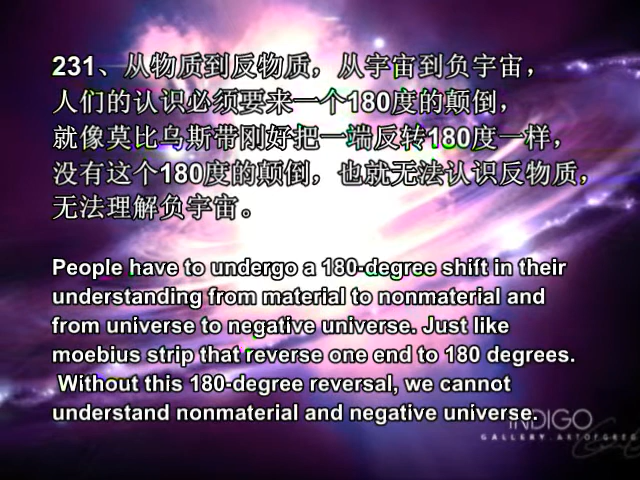 231、从物质到反物质，从宇宙到负宇宙，
人们的认识必须要来一个180度的颠倒，
就像莫比乌斯带刚好把一端反转180度一样，
没有这个180度的颠倒，也就无法认识反物质，
无法理解负宇宙。
People have to undergo a 180-degree shift in their
understanding from material to nonmaterial and
from universe to negative universe. Just like
moebius strip that reverse one end to 180 degrees.
Without this 180-degree reversal, we cannot
understand nonmaterial and negative universe.
INDIGO
GALLERY.ARTOFGREG